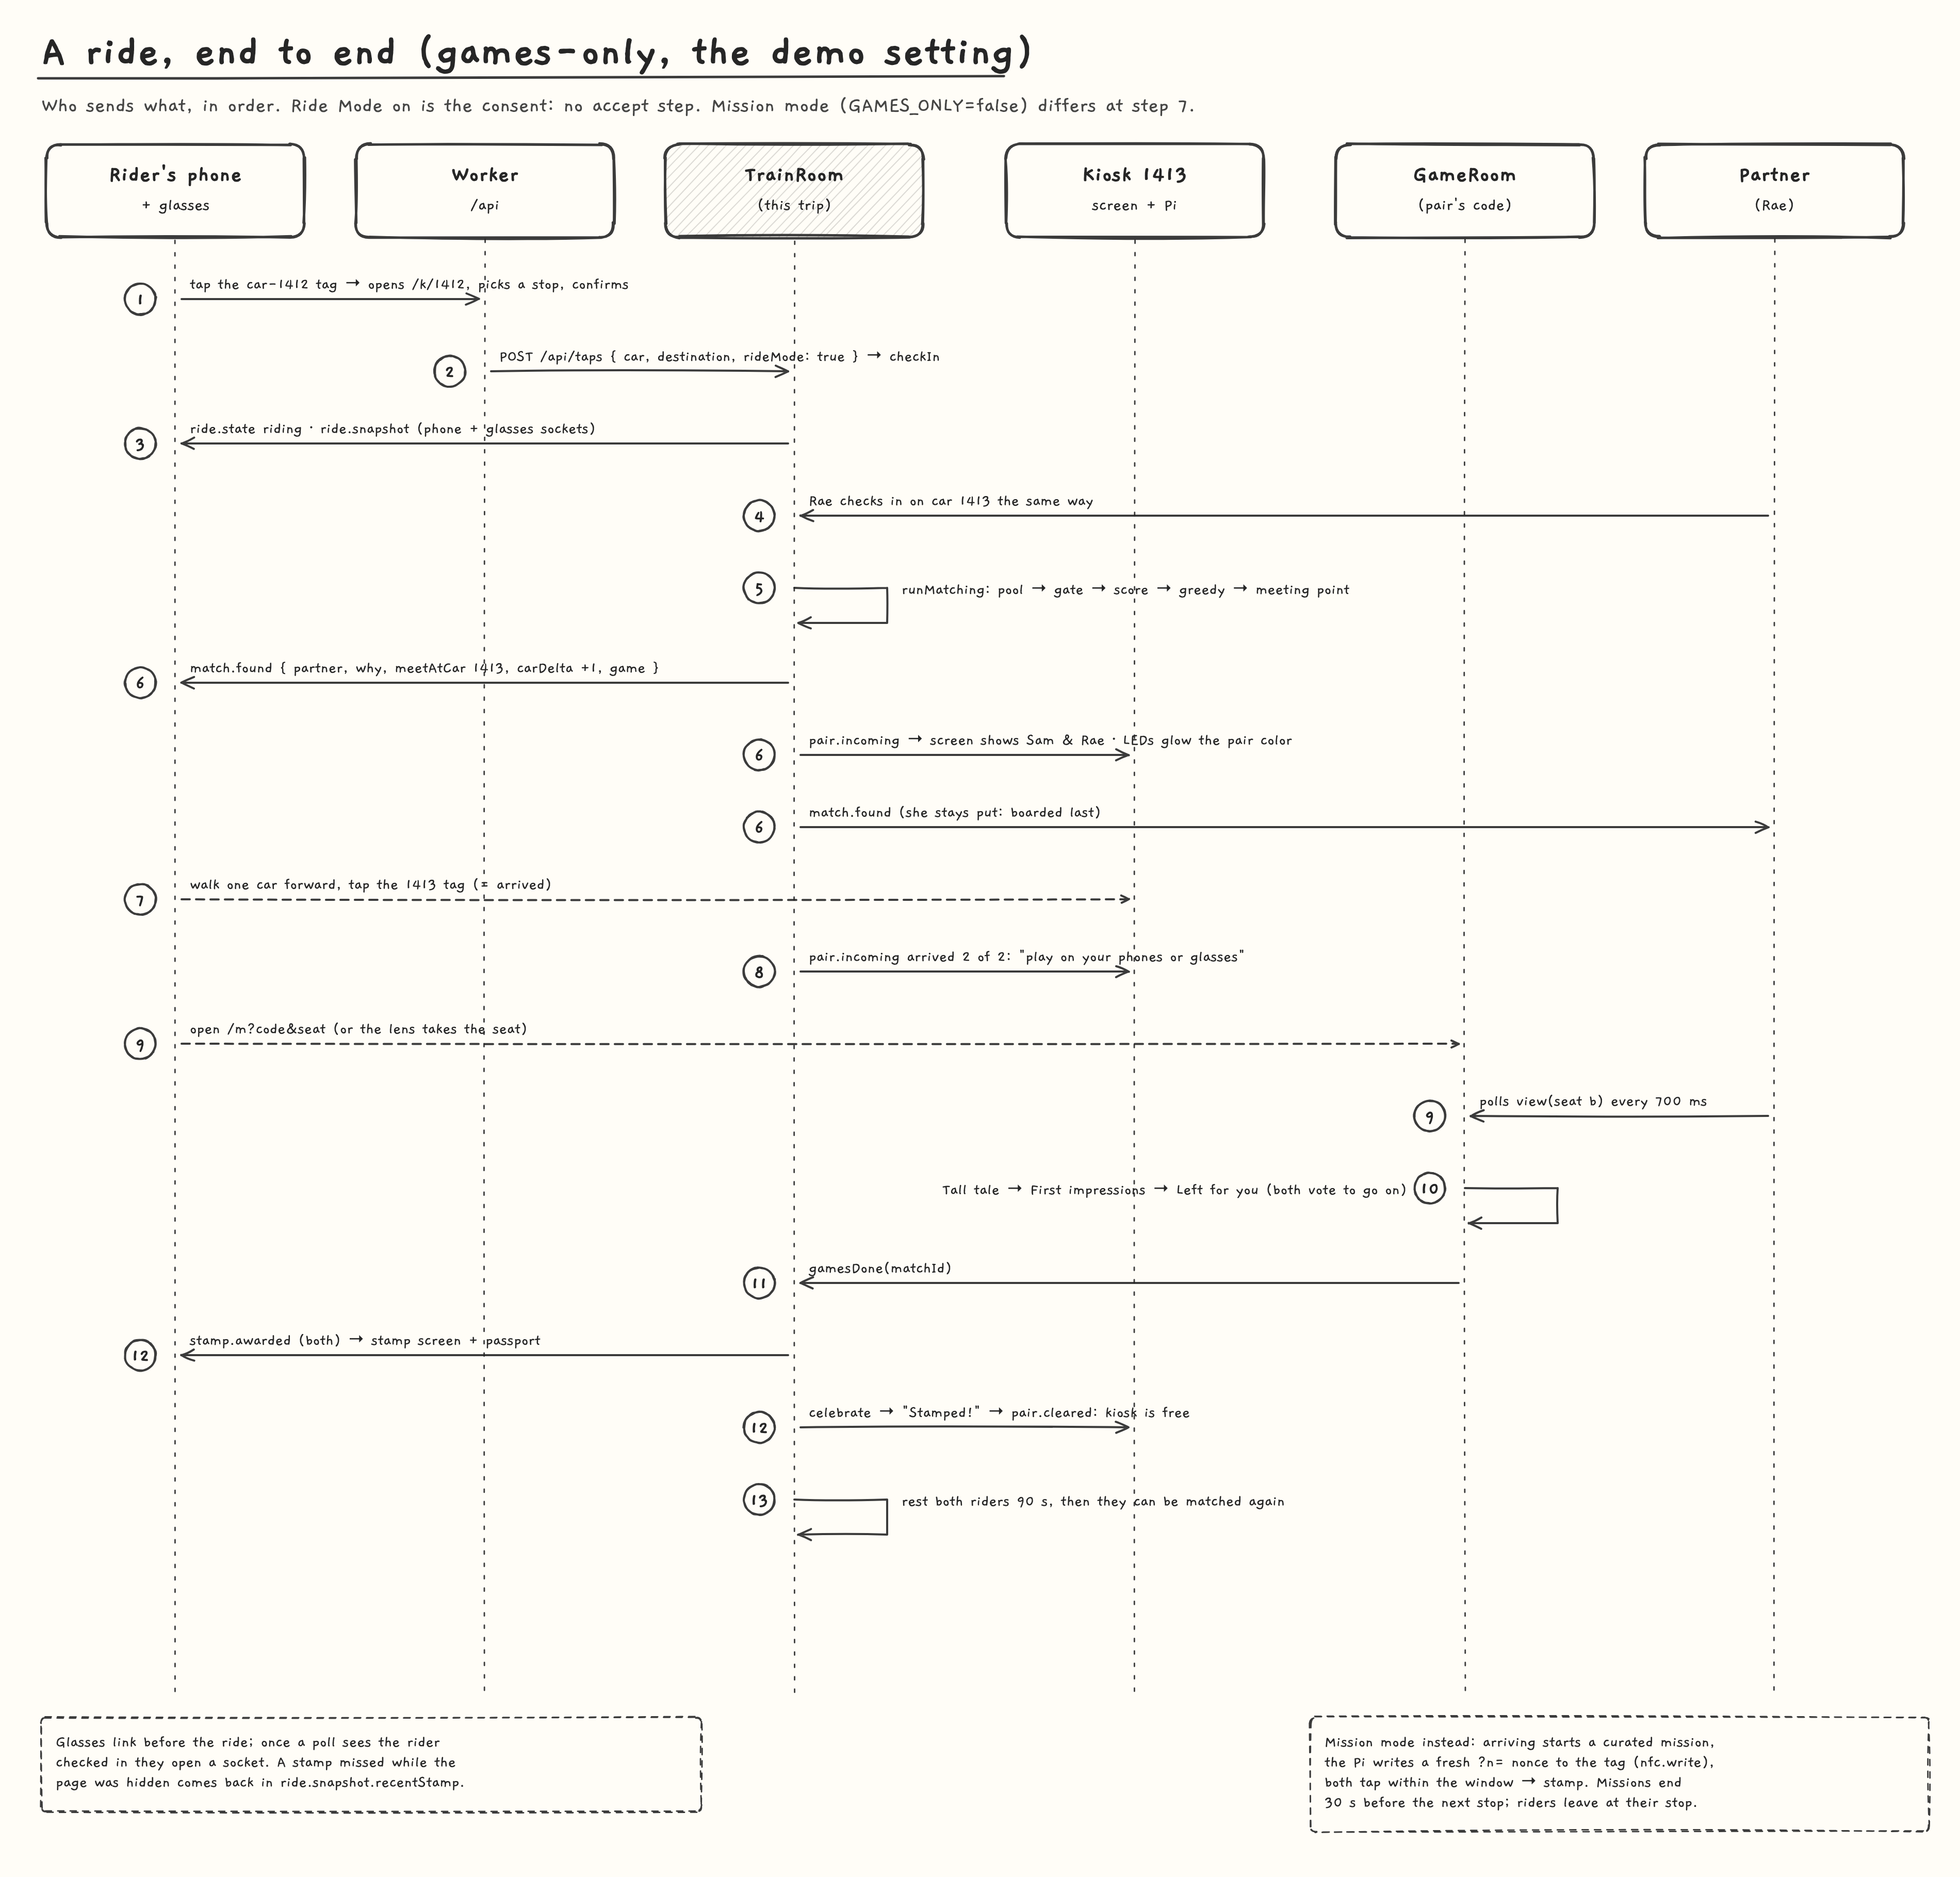 A ride, end to end (games-only, the demo setting)
Who sends what, in order. Ride Mode on is the consent: no accept step. Mission mode (GAMES_ONLY=false) differs at step 7.
Rider's phone
+ glasses
Worker
/api
TrainRoom
(this trip)
Kiosk 1413
screen + Pi
GameRoom
(pair's code)
Partner
(Rae)
1
tap the car-1412 tag → opens /k/1412, picks a stop, confirms
2
POST /api/taps { car, destination, rideMode: true } → checkIn
3
ride.state riding · ride.snapshot (phone + glasses sockets)
4
Rae checks in on car 1413 the same way
5
runMatching: pool → gate → score → greedy → meeting point
6
match.found { partner, why, meetAtCar 1413, carDelta +1, game }
6
pair.incoming → screen shows Sam & Rae · LEDs glow the pair color
6
match.found (she stays put: boarded last)
7
walk one car forward, tap the 1413 tag (= arrived)
8
pair.incoming arrived 2 of 2: "play on your phones or glasses"
9
open /m?code&seat (or the lens takes the seat)
9
polls view(seat b) every 700 ms
Tall tale → First impressions → Left for you (both vote to go on)
10
11
gamesDone(matchId)
12
stamp.awarded (both) → stamp screen + passport
12
celebrate → "Stamped!" → pair.cleared: kiosk is free
13
rest both riders 90 s, then they can be matched again
Glasses link before the ride; once a poll sees the rider
checked in they open a socket. A stamp missed while the
page was hidden comes back in ride.snapshot.recentStamp.
Mission mode instead: arriving starts a curated mission,
the Pi writes a fresh ?n= nonce to the tag (nfc.write),
both tap within the window → stamp. Missions end
30 s before the next stop; riders leave at their stop.